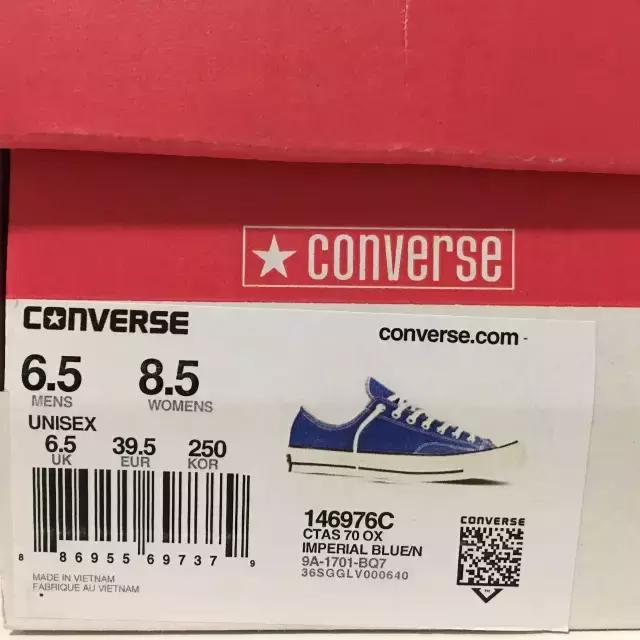 ★ converse
CONVERSE
converse.com
6.5 8.5
MENS WOMENS
UNISEX
6.5 39.5 250
UK EUR KOR
8 86955 69737 9
MADE IN VIETNAM
FABRIQUE AU VIETNAM
146976C
CTAS 70 OX
IMPERIAL BLUE/N
9A-1701-BQ7
36SGGLV000640
CONVERSE